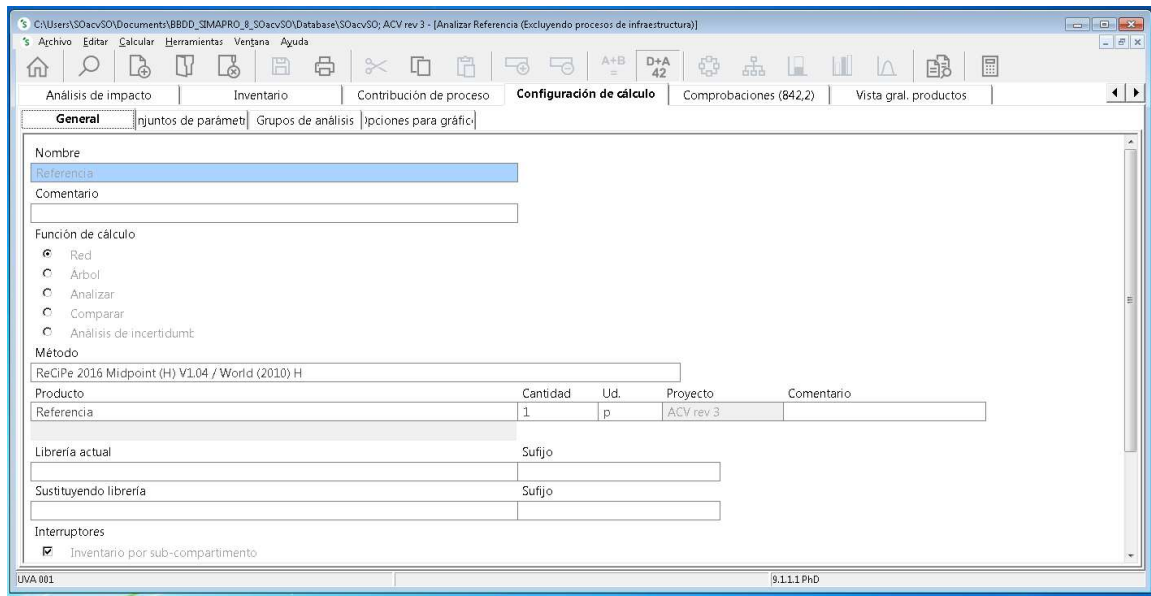 C:\Users\SOacvSO\Documents\BBDD_SIMAPRO_8_SOacvSO\Database\SOacvSO; ACV rev 3 - [Analizar Referencia (Excluyendo procesos de infraestructura)]
Archivo Editar Calcular Herramientas Ventana Ayuda
A+B = D+A 42
Análisis de impacto Inventario Contribución de proceso Configuración de cálculo Comprobaciones (842,2) Vista gral. productos
General njuntos de parámetr Grupos de análisis pciones para gráfic
Nombre
Referencia
Comentario
Función de cálculo
Red
Árbol
Analizar
Comparar
Análisis de incertidumb
Método
ReCiPe 2016 Midpoint (H) V1.04 / World (2010) H
Producto Cantidad Ud. Proyecto Comentario
Referencia 1 p ACV rev 3
Librería actual Sufijo
Sustituyendo librería Sufijo
Interruptores
Inventario por sub-compartimento
UVA 001 9.1.1.1 PhD